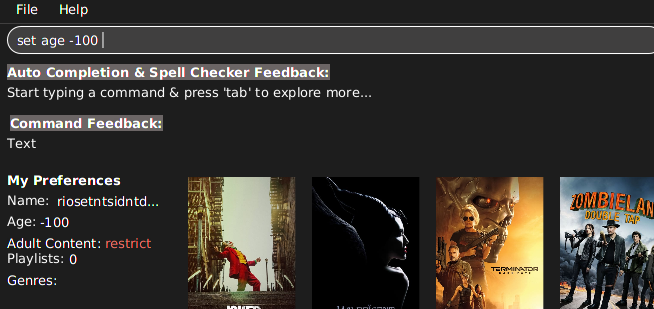 File Help
set age -100
Auto Completion & Spell Checker Feedback:
Start typing a command & press 'tab' to explore more...
Command Feedback:
Text
My Preferences
Name: riosetntsidntd...
Age: -100
Adult Content: restrict
Playlists: 0
Genres:
TERMINATOR
ZOMBIELAN
DOUBLE TAP